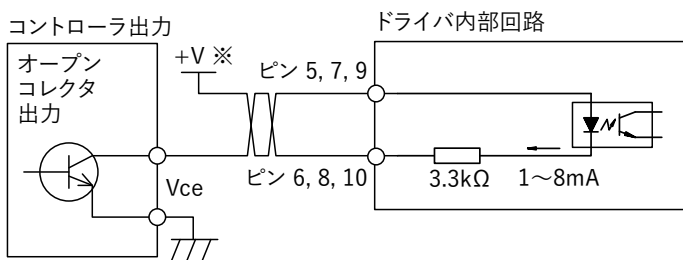 コントローラ出力
ドライバ内部回路
オープン
コレクタ
出力
+V ※
ピン 5, 7, 9
Vce
ピン 6, 8, 10
3.3kΩ
1～8mA